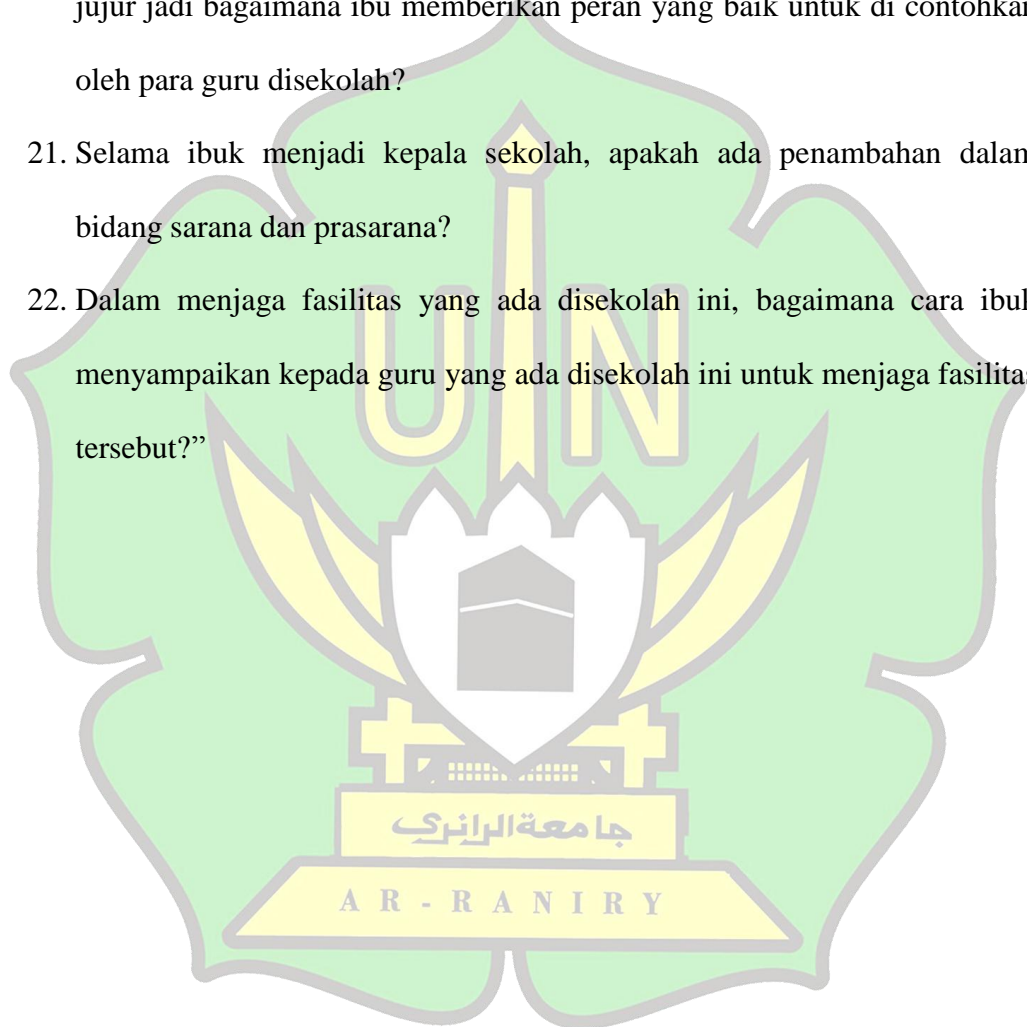 jujur jadi bagaimana ibu memberikan peran yang baik untuk di contohkan
oleh para guru disekolah?
21. Selama ibuk menjadi kepala sekolah, apakah ada penambahan dalam
bidang sarana dan prasarana?
22. Dalam menjaga fasilitas yang ada disekolah ini, bagaimana cara ibuk
menyampaikan kepada guru yang ada disekolah ini untuk menjaga fasilitas
tersebut?”
UIN
جامعة الرانري
AR-RANIRY